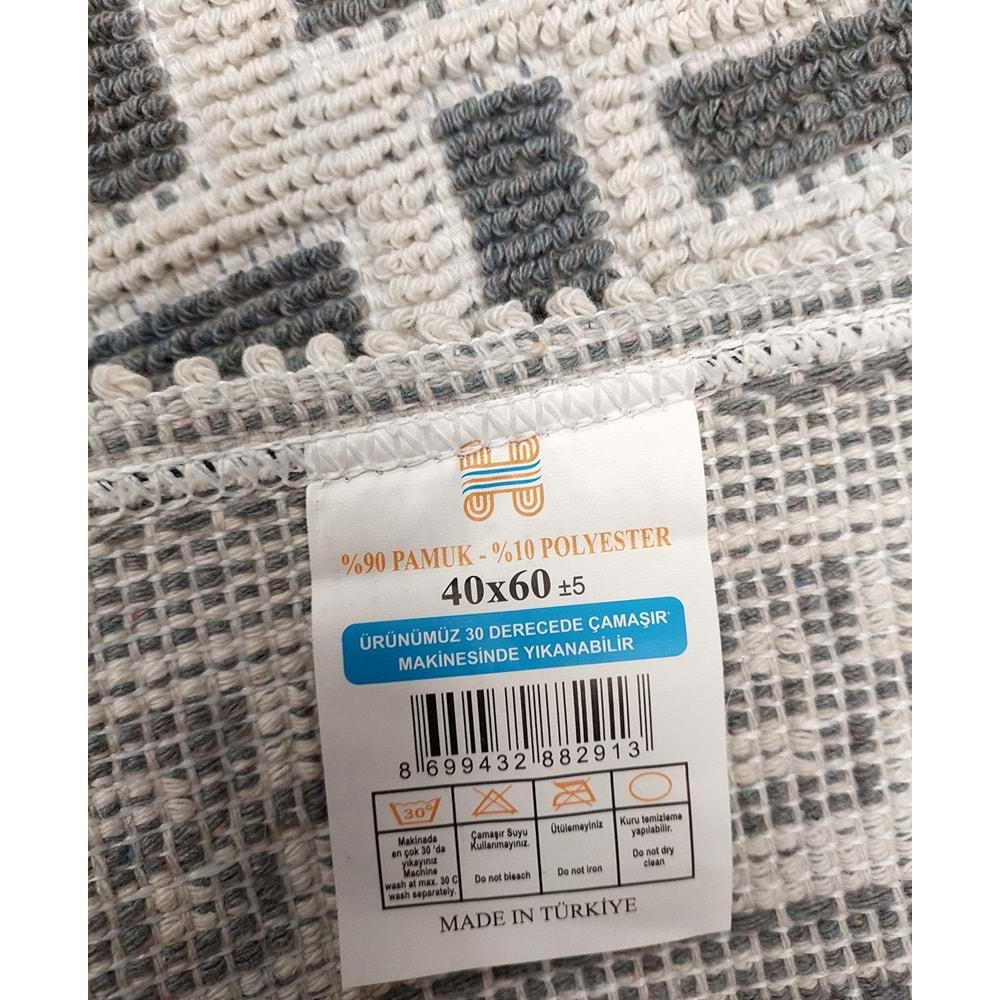 %90 PAMUK - %10 POLYESTER
40x60 ±5
ÜRÜNÜMÜZ 30 DERECEDE ÇAMAŞIR
MAKİNESİNDE YIKANABİLİR
8 699432 882913
30°
Makinada
en çok 30 'da
yıkayınız
Machine
wash at max. 30 C
wash separately.
Çamaşır Suyu
Kullanmayınız.
Do not bleach
Ütülemeyiniz
Do not iron
Kuru temizleme
yapılabilir.
Do not dry
clean
MADE IN TÜRKİYE